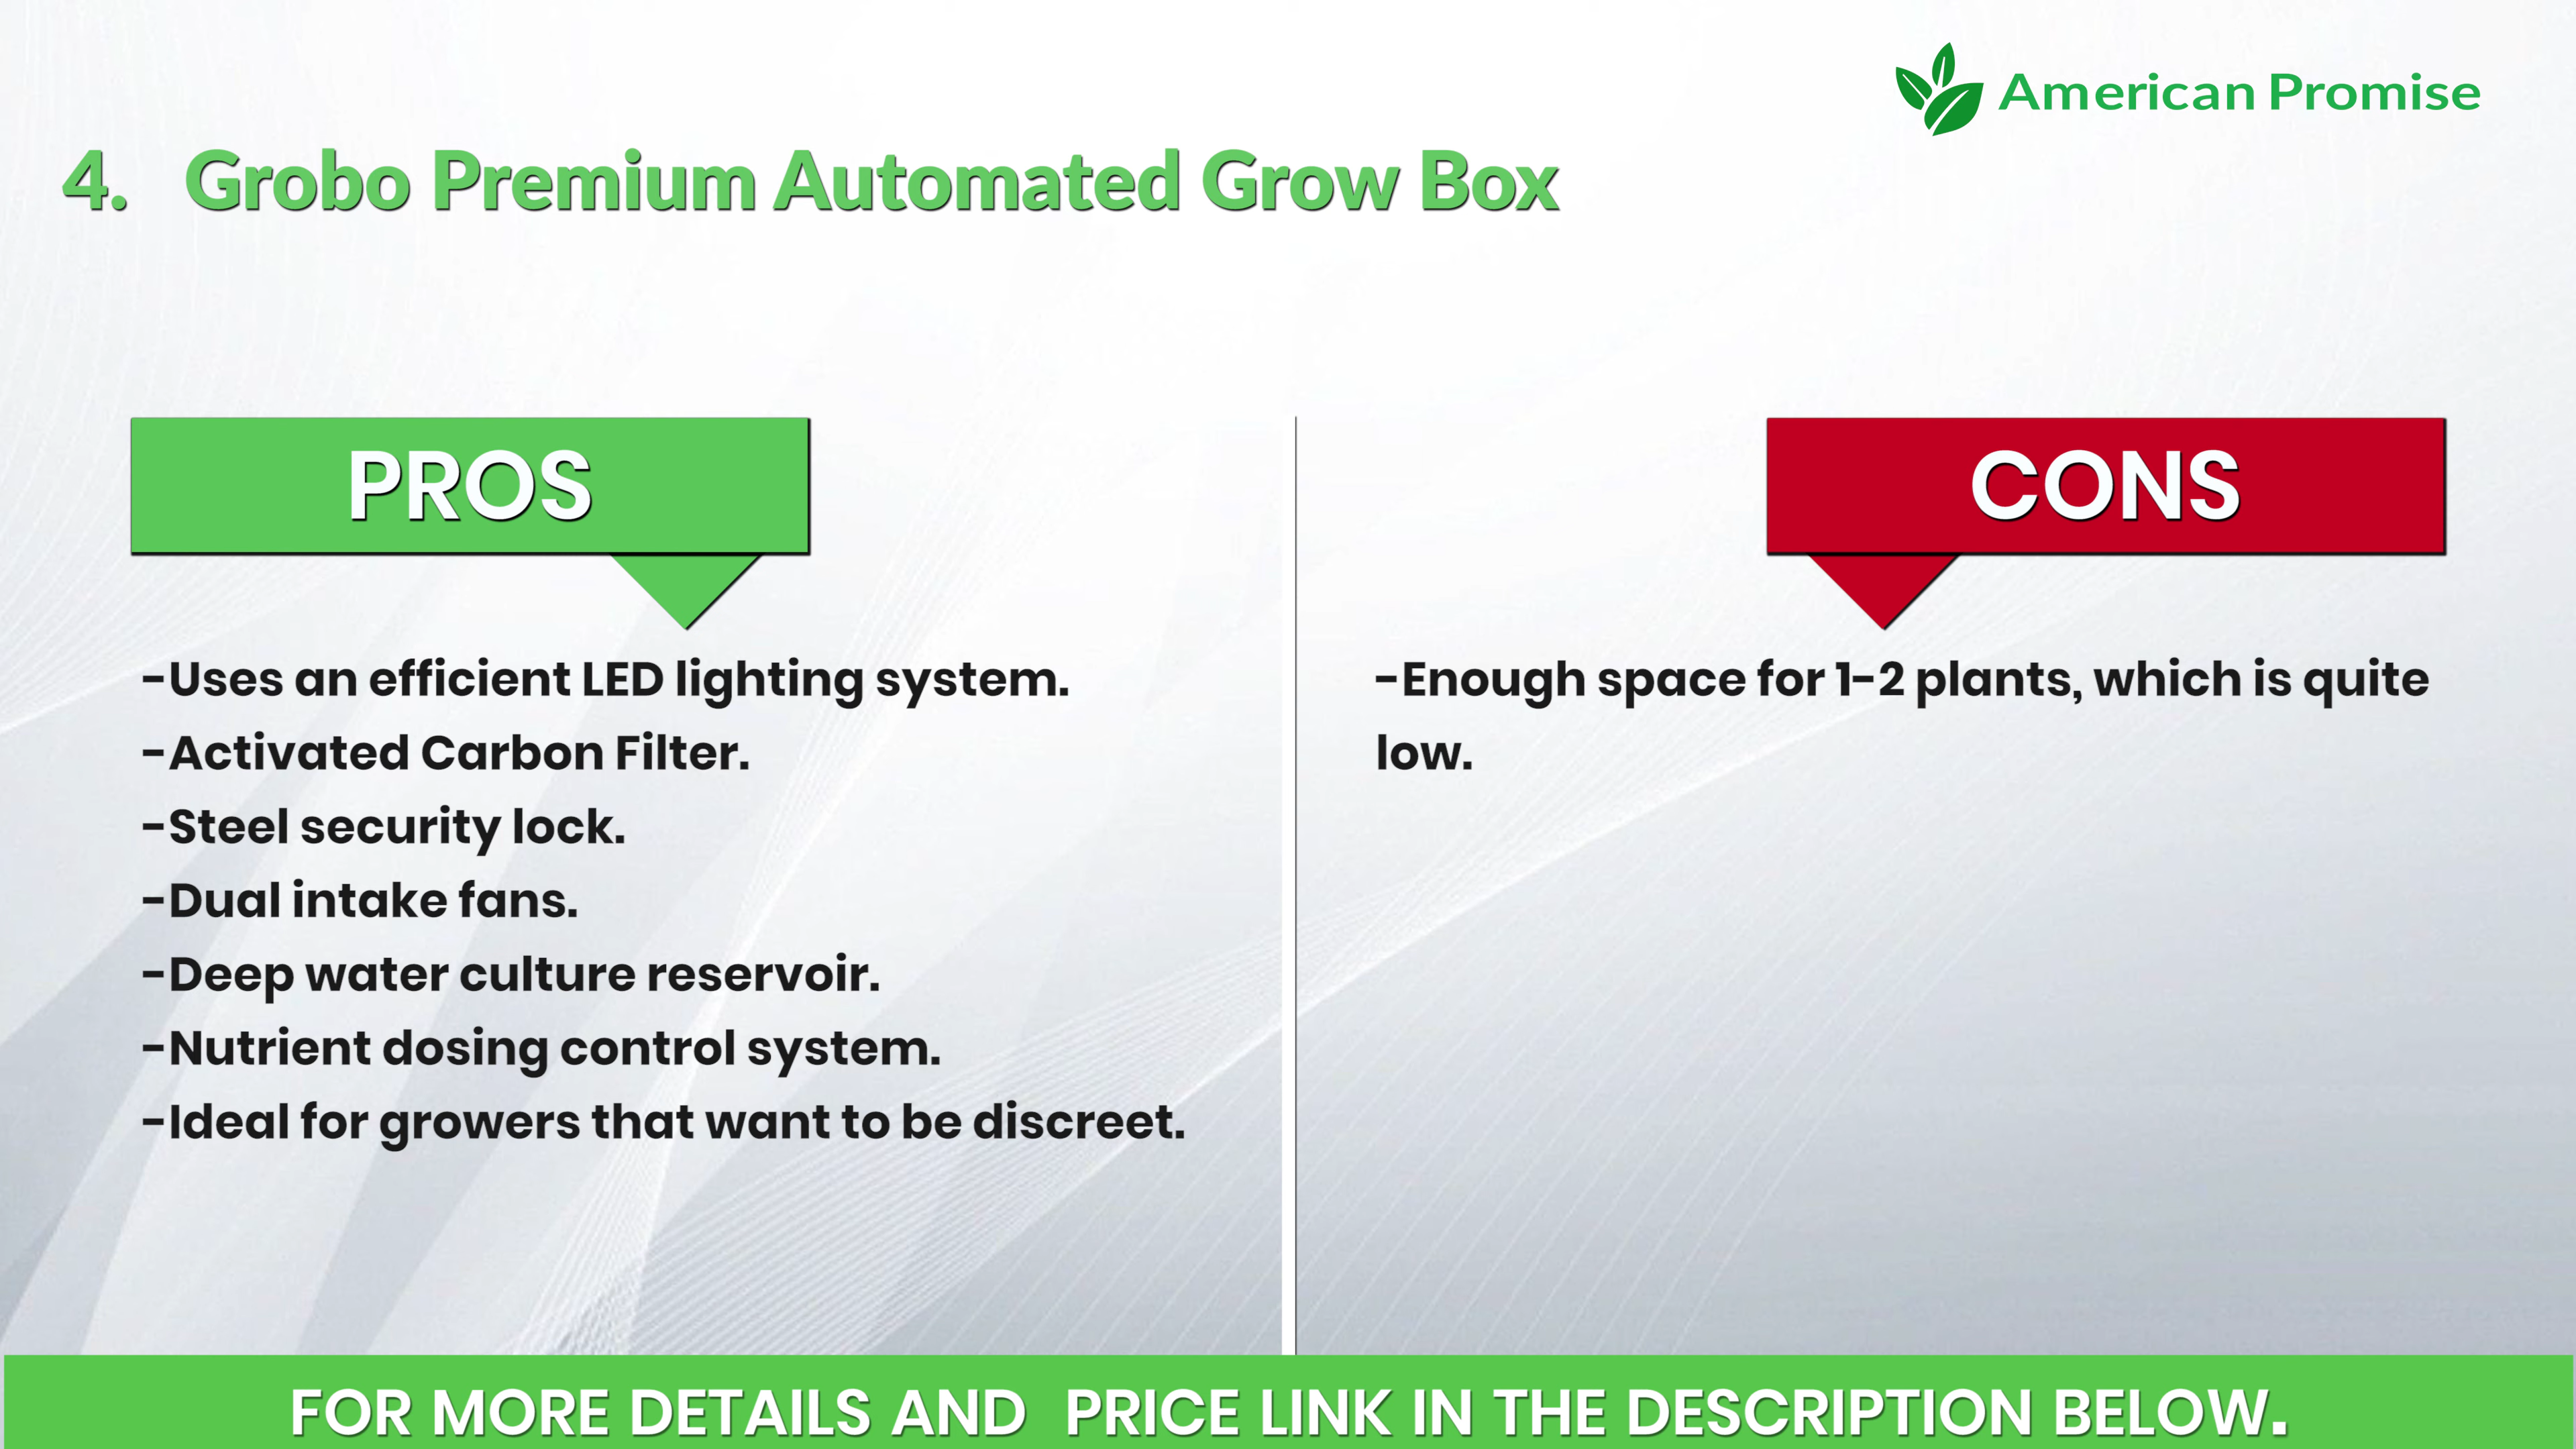 American Promise
4. Grobo Premium Automated Grow Box
PROS
-Uses an efficient LED lighting system.
-Activated Carbon Filter.
-Steel security lock.
-Dual intake fans.
-Deep water culture reservoir.
-Nutrient dosing control system.
-Ideal for growers that want to be discreet.
CONS
-Enough space for 1-2 plants, which is quite
low.
FOR MORE DETAILS AND  PRICE LINK IN THE DESCRIPTION BELOW.